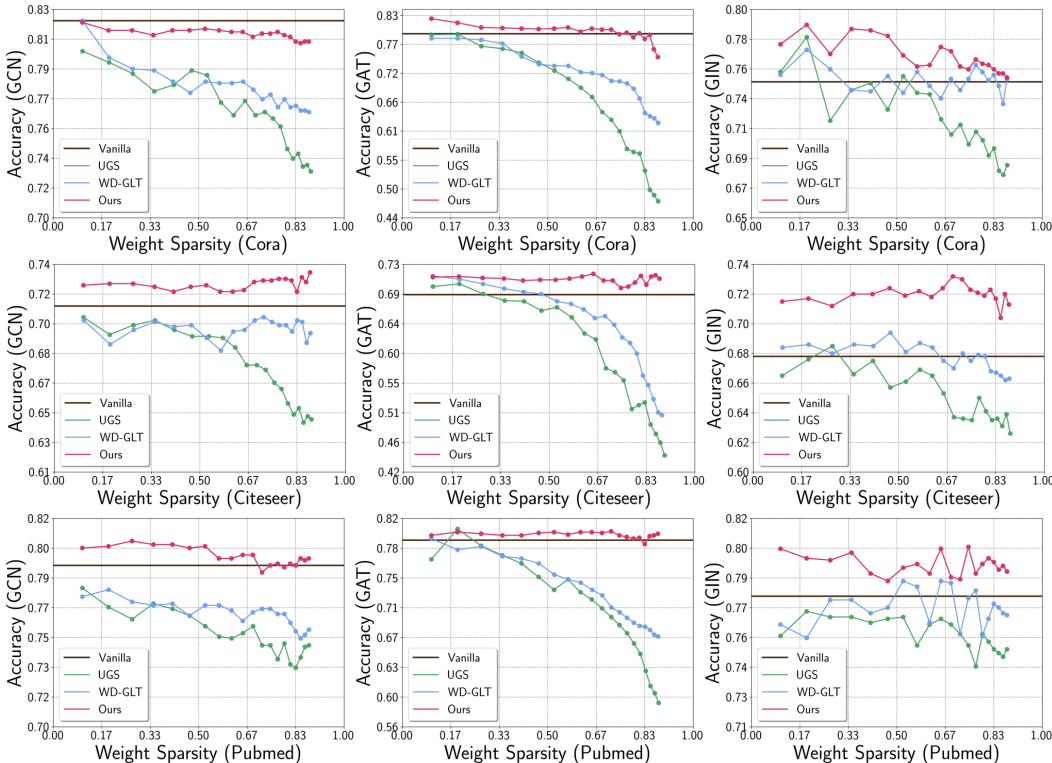 0.83
0.81
0.79
0.77
0.76
0.74
0.72
0.70
Accuracy (GCN)
Vanilla
UGS
WD-GLT
Ours
0.00 0.17 0.33 0.50 0.67 0.83 1.00
Weight Sparsity (Cora)
0.83
0.77
0.72
0.66
0.61
0.55
0.50
0.44
Accuracy (GAT)
Vanilla
UGS
WD-GLT
Ours
0.00 0.17 0.33 0.50 0.67 0.83 1.00
Weight Sparsity (Cora)
0.80
0.78
0.76
0.74
0.71
0.69
0.67
0.65
Accuracy (GIN)
Vanilla
UGS
WD-GLT
Ours
0.00 0.17 0.33 0.50 0.67 0.83 1.00
Weight Sparsity (Cora)
0.74
0.72
0.70
0.68
0.67
0.65
0.63
0.61
Accuracy (GCN)
Vanilla
UGS
WD-GLT
Ours
0.00 0.17 0.33 0.50 0.67 0.83 1.00
Weight Sparsity (Citeseer)
0.73
0.69
0.64
0.60
0.55
0.51
0.46
0.42
Accuracy (GAT)
Vanilla
UGS
WD-GLT
Ours
0.00 0.17 0.33 0.50 0.67 0.83 1.00
Weight Sparsity (Citeseer)
0.74
0.72
0.70
0.68
0.66
0.64
0.62
0.60
Accuracy (GIN)
Vanilla
UGS
WD-GLT
Ours
0.00 0.17 0.33 0.50 0.67 0.83 1.00
Weight Sparsity (Citeseer)
0.82
0.80
0.79
0.77
0.75
0.73
0.72
0.70
Accuracy (GCN)
Vanilla
UGS
WD-GLT
Ours
0.00 0.17 0.33 0.50 0.67 0.83 1.00
Weight Sparsity (Pubmed)
0.82
0.78
0.75
0.71
0.67
0.63
0.60
0.56
Accuracy (GAT)
Vanilla
UGS
WD-GLT
Ours
0.00 0.17 0.33 0.50 0.67 0.83 1.00
Weight Sparsity (Pubmed)
0.82
0.80
0.79
0.77
0.76
0.74
0.73
0.71
Accuracy (GIN)
Vanilla
UGS
WD-GLT
Ours
0.00 0.17 0.33 0.50 0.67 0.83 1.00
Weight Sparsity (Pubmed)